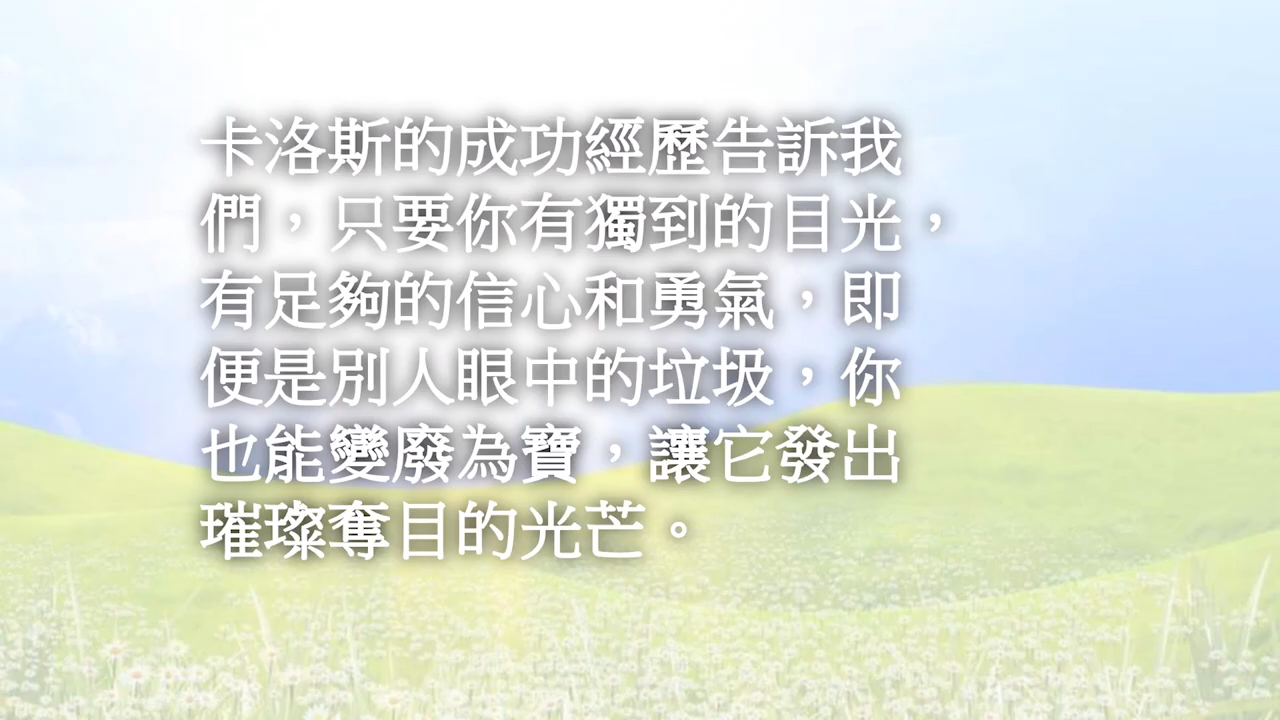 卡洛斯的成功經歷告訴我
們，只要你有獨到的目光，
有足夠的信心和勇氣，即
便是別人眼中的垃圾，你
也能變廢為寶，讓它發出
璀璨奪目的光芒。